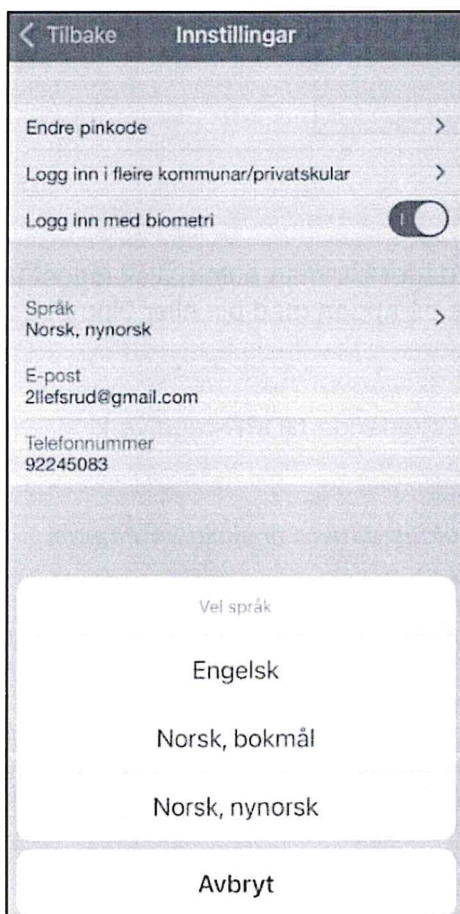 Tilbake Innstillingar
Endre pinkode
Logg inn i fleire kommunar/privatskular
Logg inn med biometri
Språk
Norsk, nynorsk
E-post
2llefsrud@gmail.com
Telefonnummer
92245083
Vel språk
Engelsk
Norsk, bokmål
Norsk, nynorsk
Avbryt